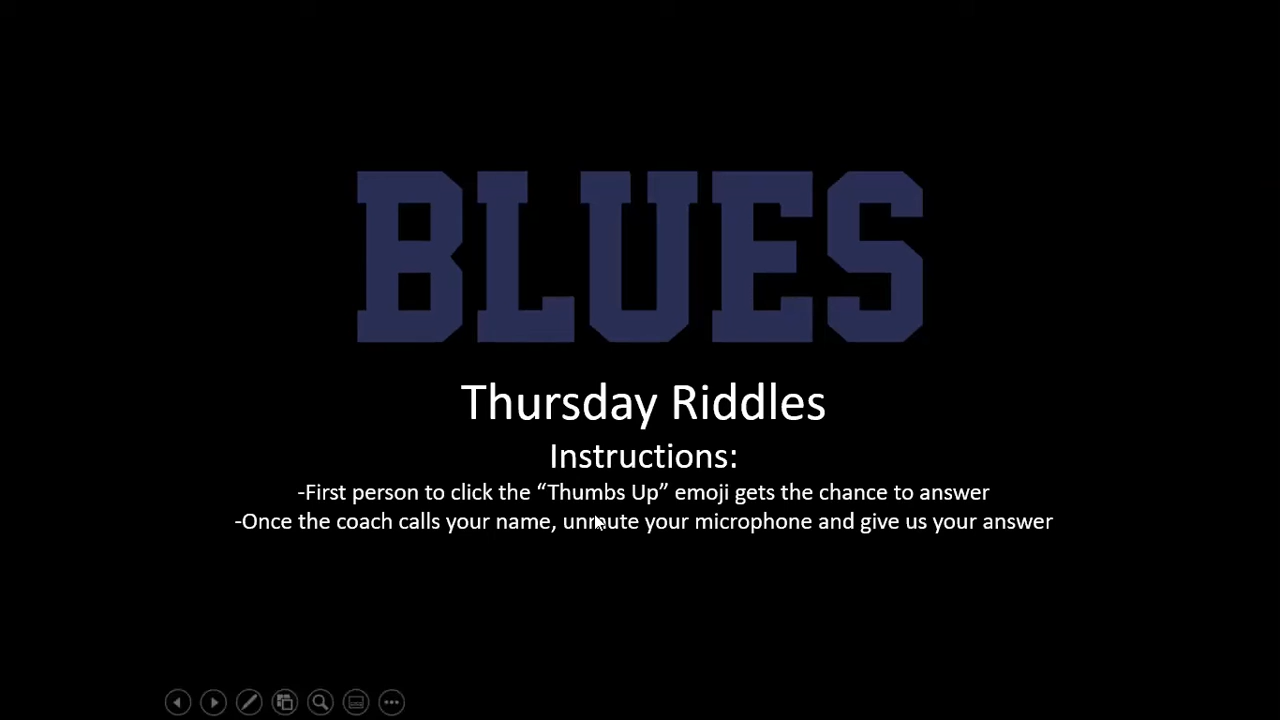 BLUES
Thursday Riddles
Instructions:
-First person to click the “Thumbs Up” emoji gets the chance to answer
-Once the coach calls your name, unmute your microphone and give us your answer